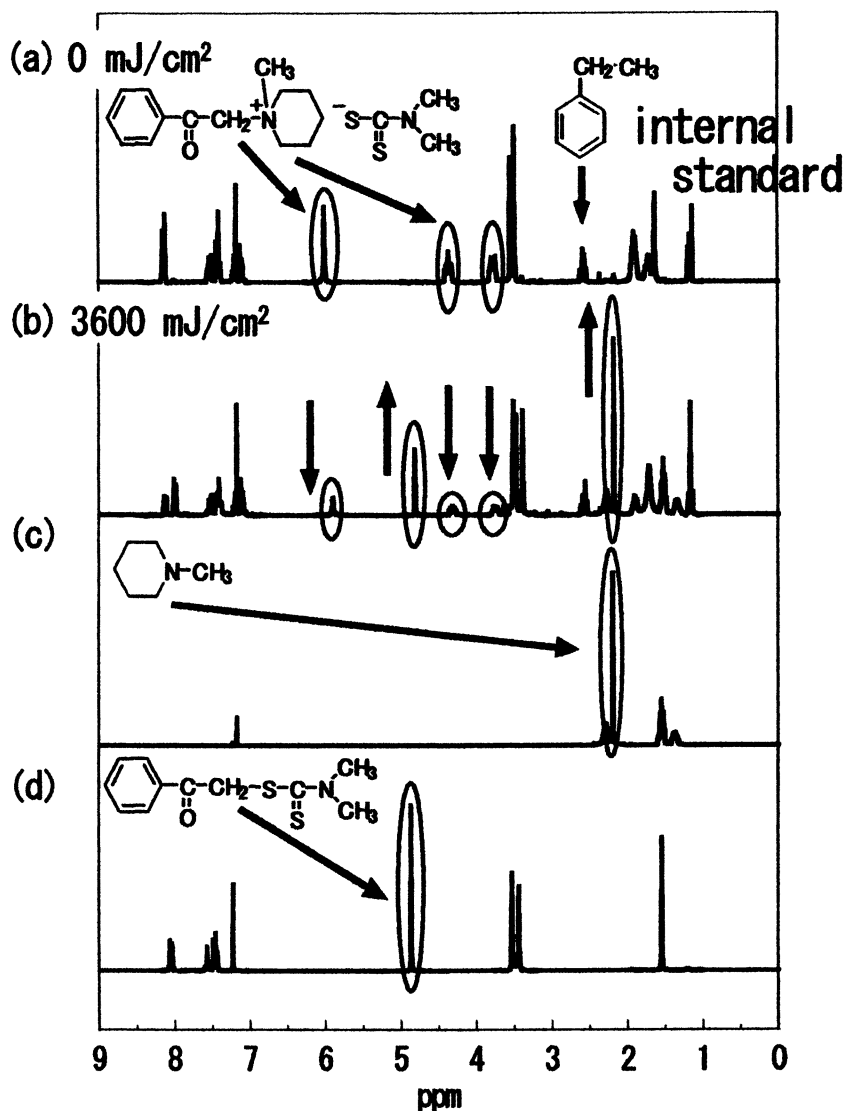 (a) 0 mJ/cm²
CH₃
C-CH₂-N
+
O
-S-C-N
S
CH₃
CH₃
CH₂-CH₃
internal
standard
(b) 3600 mJ/cm²
(c)
N-CH₃
(d)
C-CH₂-S-C-N
O
S
CH₃
CH₃
9 8 7 6 5 4 3 2 1 0
ppm